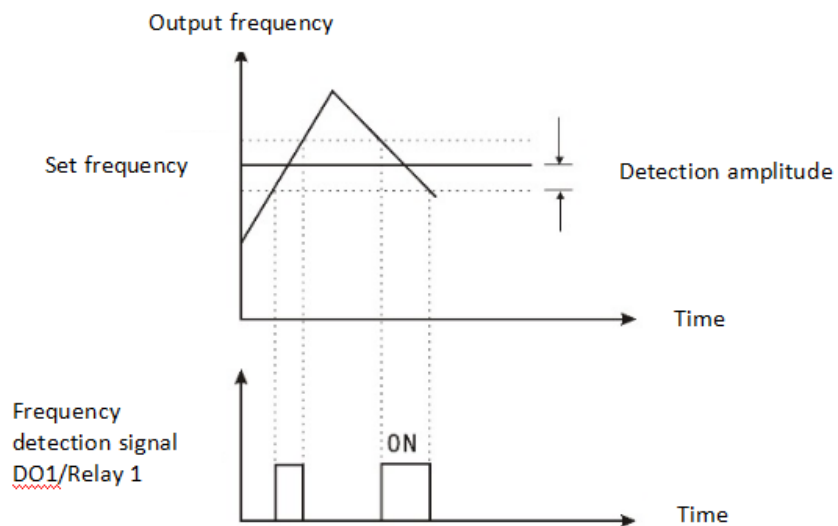 Output frequency
Set frequency
Detection amplitude
Time
Frequency
detection signal
DO1/Relay 1
ON
Time